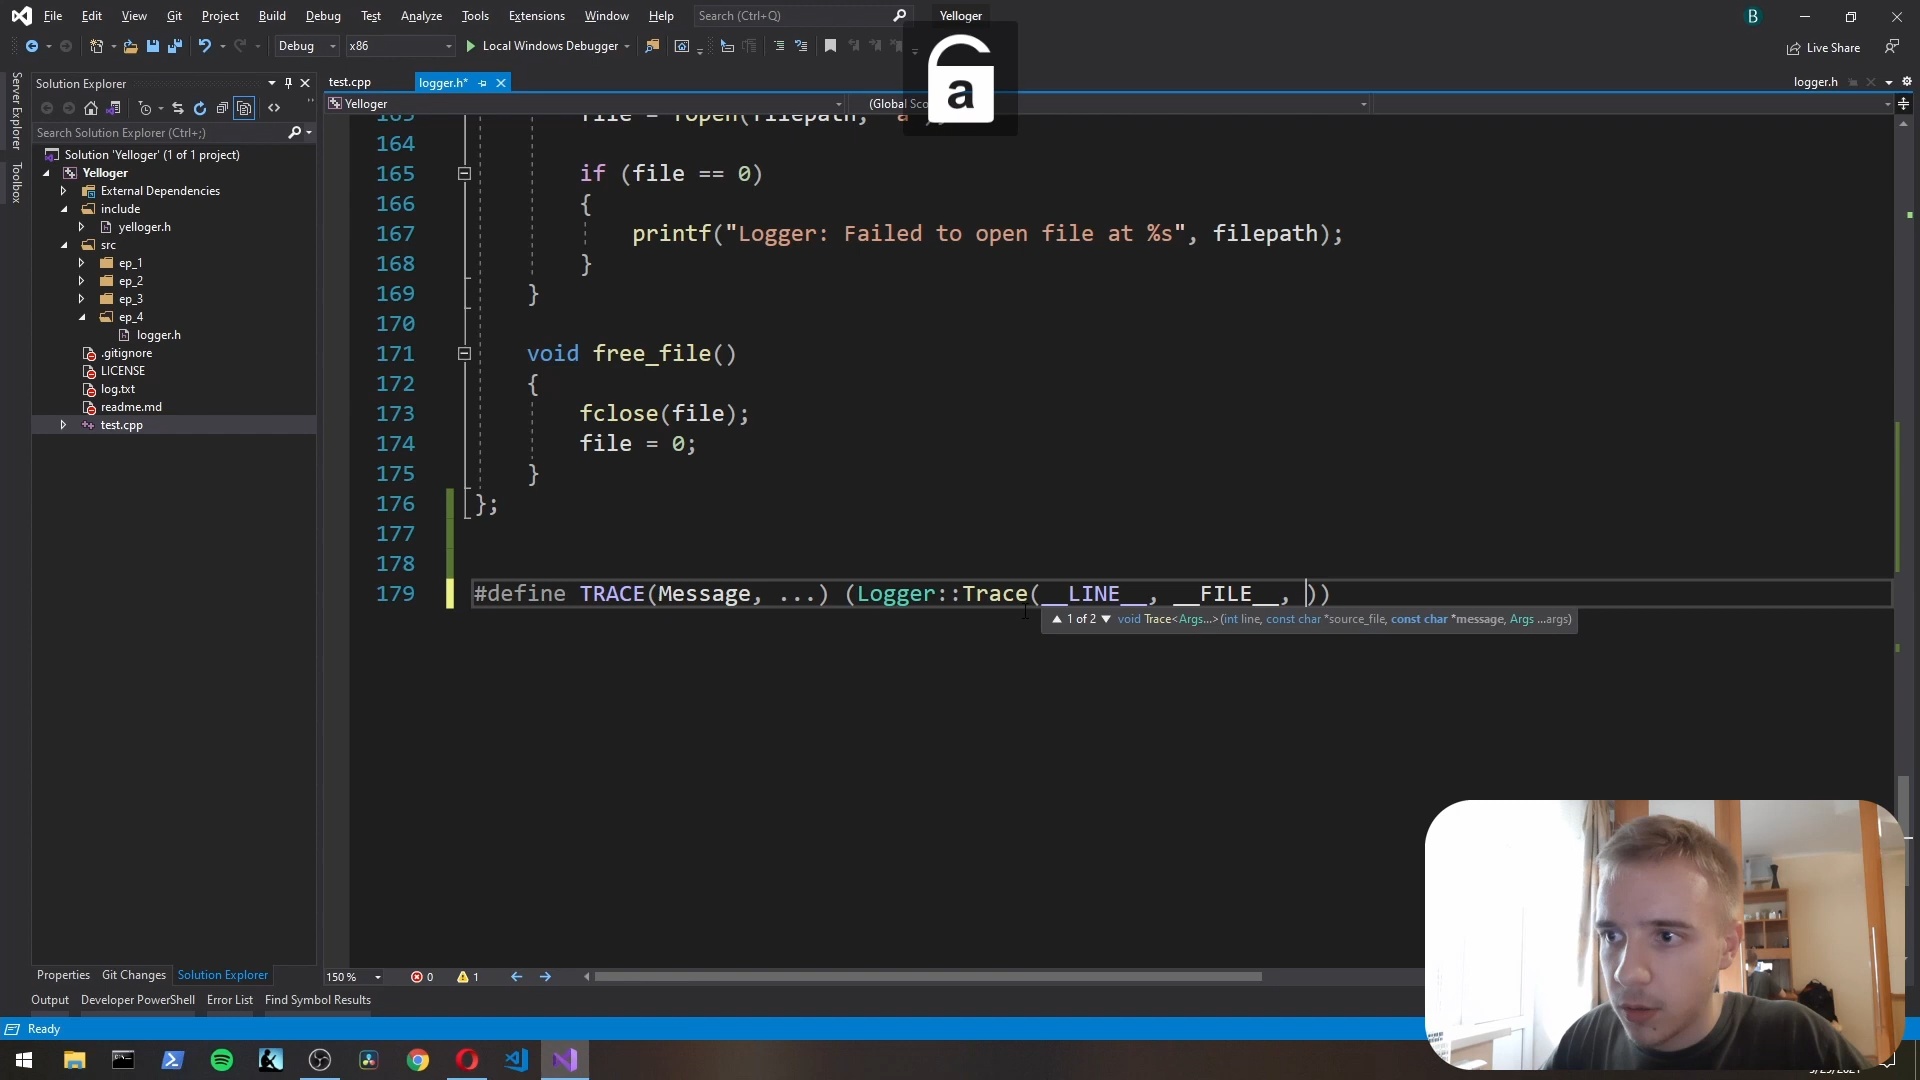 File Edit View Git Project Build Debug Test Analyze Tools Extensions Window Help Search (Ctrl+Q) Yelloger B
Debug x86 Local Windows Debugger Live Share
Server Explorer
Toolbox
Solution Explorer
Search Solution Explorer (Ctrl+;)
Solution 'Yelloger' (1 of 1 project)
Yelloger
External Dependencies
include
yelloger.h
src
ep_1
ep_2
ep_3
ep_4
logger.h
.gitignore
LICENSE
log.txt
readme.md
test.cpp
Properties Git Changes Solution Explorer
test.cpp logger.h* logger.h
Yelloger (Global Sco
a
file = fopen(filepath, "a");
164
165 if (file == 0)
166 {
167 printf("Logger: Failed to open file at %s", filepath);
168 }
169 }
170
171 void free_file()
172 {
173 fclose(file);
174 file = 0;
175 }
176 };
177
178
179 #define TRACE(Message, ...) (Logger::Trace(__LINE__, __FILE__, ))
▲ 1 of 2 ▼ void Trace<Args...>(int line, const char *source_file, const char *message, Args ...args)
150 % 0 1
Output Developer PowerShell Error List Find Symbol Results
Ready